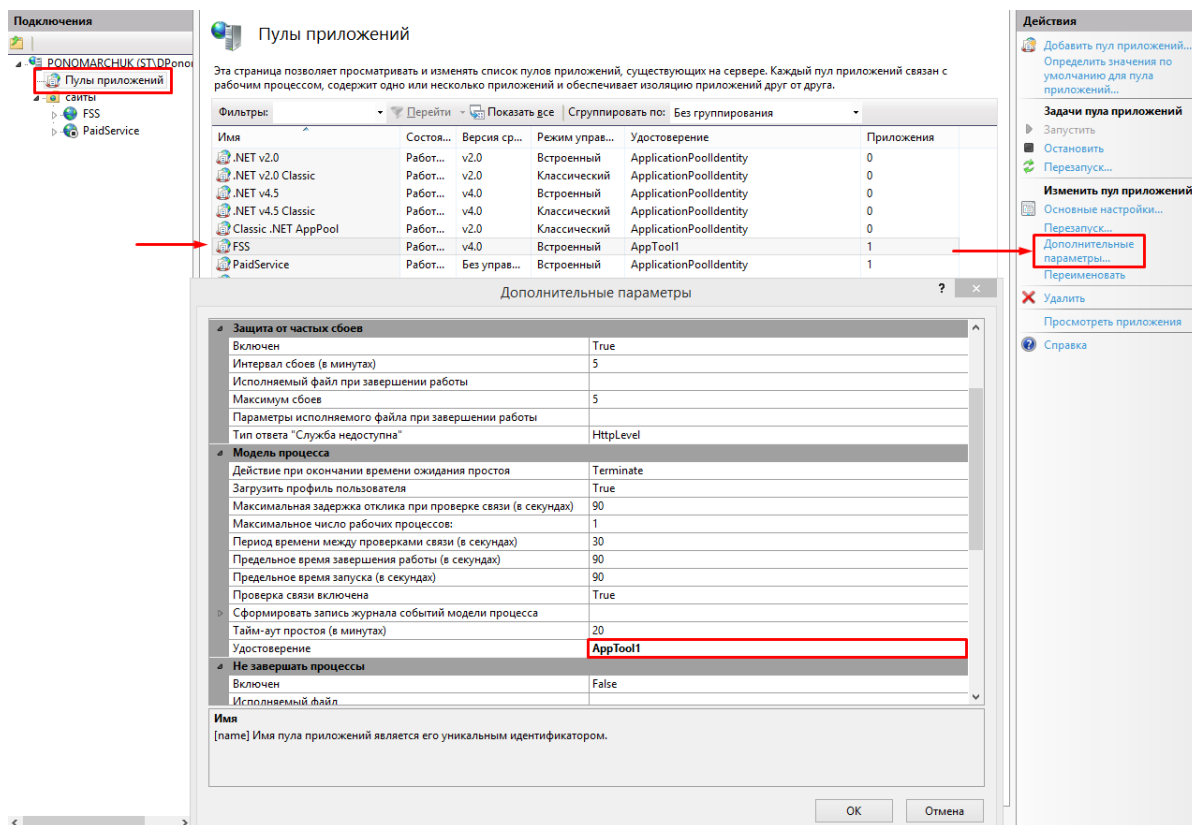 Подключения
PONOMARCHUK (ST\DPonor
Пулы приложений
сайты
FSS
PaidService
Пулы приложений
Эта страница позволяет просматривать и изменять список пулов приложений, существующих на сервере. Каждый пул приложений связан с
рабочим процессом, содержит одно или несколько приложений и обеспечивает изоляцию приложений друг от друга.
Фильтры: Перейти Показать все Сгруппировать по: Без группирования
Имя Состоя... Версия ср... Режим управ... Удостоверение Приложения
.NET v2.0 Работ... v2.0 Встроенный ApplicationPoolIdentity 0
.NET v2.0 Classic Работ... v2.0 Классический ApplicationPoolIdentity 0
.NET v4.5 Работ... v4.0 Встроенный ApplicationPoolIdentity 0
.NET v4.5 Classic Работ... v4.0 Классический ApplicationPoolIdentity 0
Classic .NET AppPool Работ... v2.0 Классический ApplicationPoolIdentity 0
FSS Работ... v4.0 Встроенный AppTool1 1
PaidService Работ... Без управ... Встроенный ApplicationPoolIdentity 1
Дополнительные параметры ?
Защита от частых сбоев
Включен True
Интервал сбоев (в минутах) 5
Исполняемый файл при завершении работы
Максимум сбоев 5
Параметры исполняемого файла при завершении работы
Тип ответа "Служба недоступна" HttpLevel
Модель процесса
Действие при окончании времени ожидания простоя Terminate
Загрузить профиль пользователя True
Максимальная задержка отклика при проверке связи (в секундах) 90
Максимальное число рабочих процессов: 1
Период времени между проверками связи (в секундах) 30
Предельное время завершения работы (в секундах) 90
Предельное время запуска (в секундах) 90
Проверка связи включена True
Сформировать запись журнала событий модели процесса
Тайм-аут простоя (в минутах) 20
Удостоверение AppTool1
Не завершать процессы
Включен False
Исполняемый файл
Имя
[name] Имя пула приложений является его уникальным идентификатором.
OK Отмена
Действия
Добавить пул приложений...
Определить значения по
умолчанию для пула
приложений...
Задачи пула приложений
Запустить
Остановить
Перезапуск...
Изменить пул приложений
Основные настройки...
Перезапуск...
Дополнительные
параметры...
Переименовать
Удалить
Просмотреть приложения
Справка